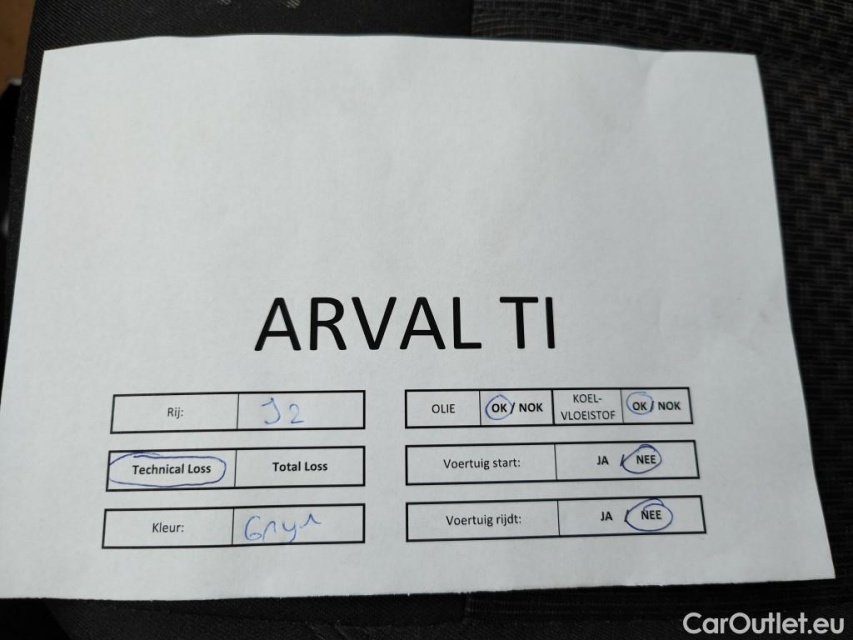 ARVAL TI
Rij: J2
OLIE OK / NOK KOEL-VLOEISTOF OK / NOK
Technical Loss Total Loss
Voertuig start: JA / NEE
Kleur:
Voertuig rijdt: JA / NEE
CarOutlet.eu